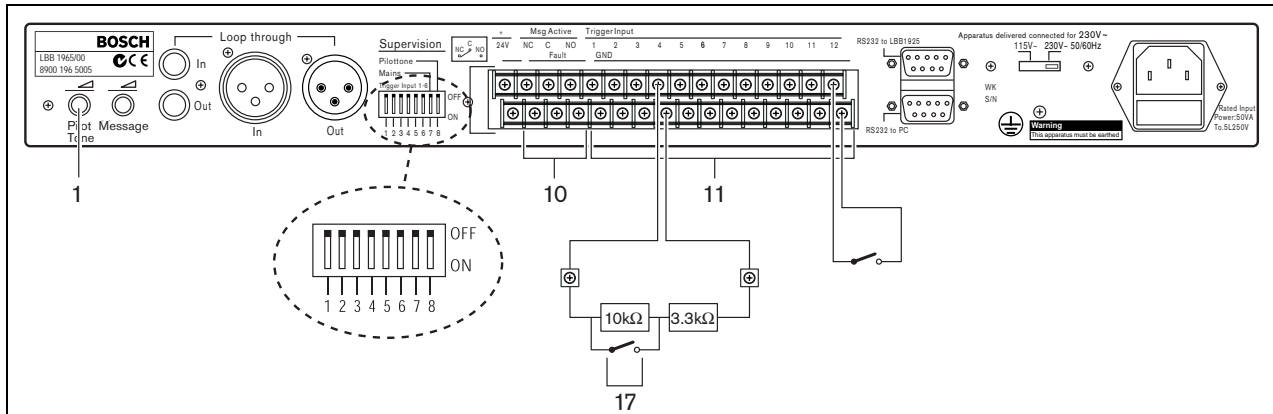 BOSCH
LBB 1965/00
8900 196 5005
Loop through
In
Out
In
Out
Pilot Tone
Message
Supervision
Pilottone
Mains
Trigger Input 1-6
OFF
ON
1 2 3 4 5 6 7 8
NC C NO
+
24V
Msg Active
NC C NO
Fault
TriggerInput
1 2 3 4 5 6 7 8 9 10 11 12
GND
RS232 to LBB1925
RS232 to PC
Apparatus delivered connected for 230V~
115V~ 230V~ 50/60Hz
WK
S/N
Warning
This apparatus must be earthed
Rated Input
Power:50VA
To.5L250V
1
10
11
OFF
ON
1 2 3 4 5 6 7 8
10kΩ
3.3kΩ
17